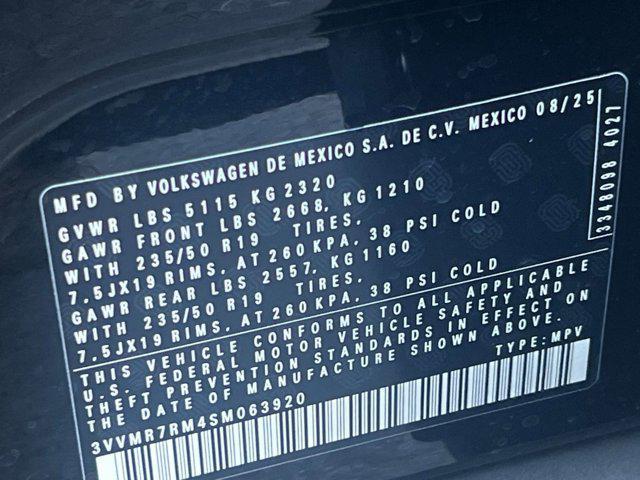 MFD BY VOLKSWAGEN DE MEXICO S.A. DE C.V. MEXICO 08/25
GVWR LBS 5115 KG 2320
GAWR FRONT LBS 2668, KG 1210
WITH 235/50 R19 TIRES,
7.5JX19 RIMS, AT 260 KPA, 38 PSI COLD
GAWR REAR LBS 2557, KG 1160
WITH 235/50 R19 TIRES,
7.5JX19 RIMS, AT 260 KPA, 38 PSI COLD
THIS VEHICLE CONFORMS TO ALL APPLICABLE
U.S. FEDERAL MOTOR VEHICLE SAFETY AND
THEFT PREVENTION STANDARDS IN EFFECT ON
DATE OF MANUFACTURE SHOWN ABOVE.
3VVMR7RM4SM063920 TYPE:MPV
3348098 4027